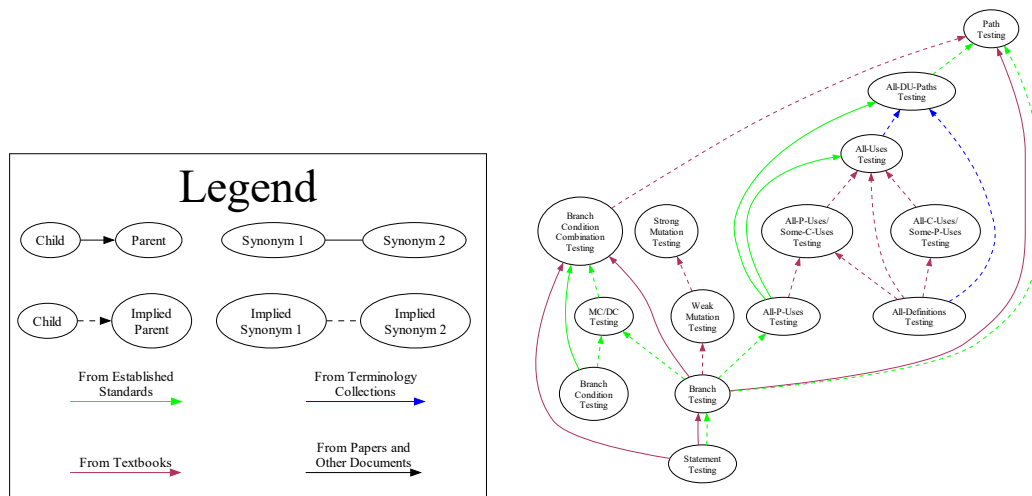 Legend
Child
Parent
Synonym 1
Synonym 2
Child
Implied
Parent
Implied
Synonym 1
Implied
Synonym 2
From Established
Standards
From Terminology
Collections
From Textbooks
From Papers and
Other Documents
Path
Testing
All-DU-Paths
Testing
All-Uses
Testing
Branch
Condition
Combination
Testing
Strong
Mutation
Testing
All-P-Uses/
Some-C-Uses
Testing
All-C-Uses/
Some-P-Uses
Testing
MC/DC
Testing
Weak
Mutation
Testing
All-P-Uses
Testing
All-Definitions
Testing
Branch
Condition
Testing
Branch
Testing
Statement
Testing